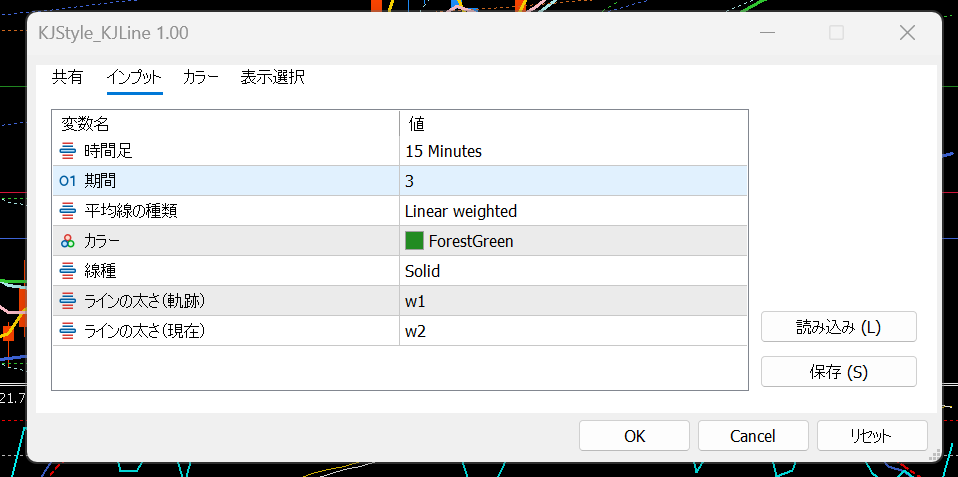 KJStyle_KJLine 1.00
共有 インプット カラー 表示選択
変数名 値
時間足 15 Minutes
01 期間 3
平均線の種類 Linear weighted
カラー ForestGreen
線種 Solid
ラインの太さ(軌跡) w1
ラインの太さ(現在) w2
読み込み (L)
保存 (S)
21.7
OK Cancel リセット